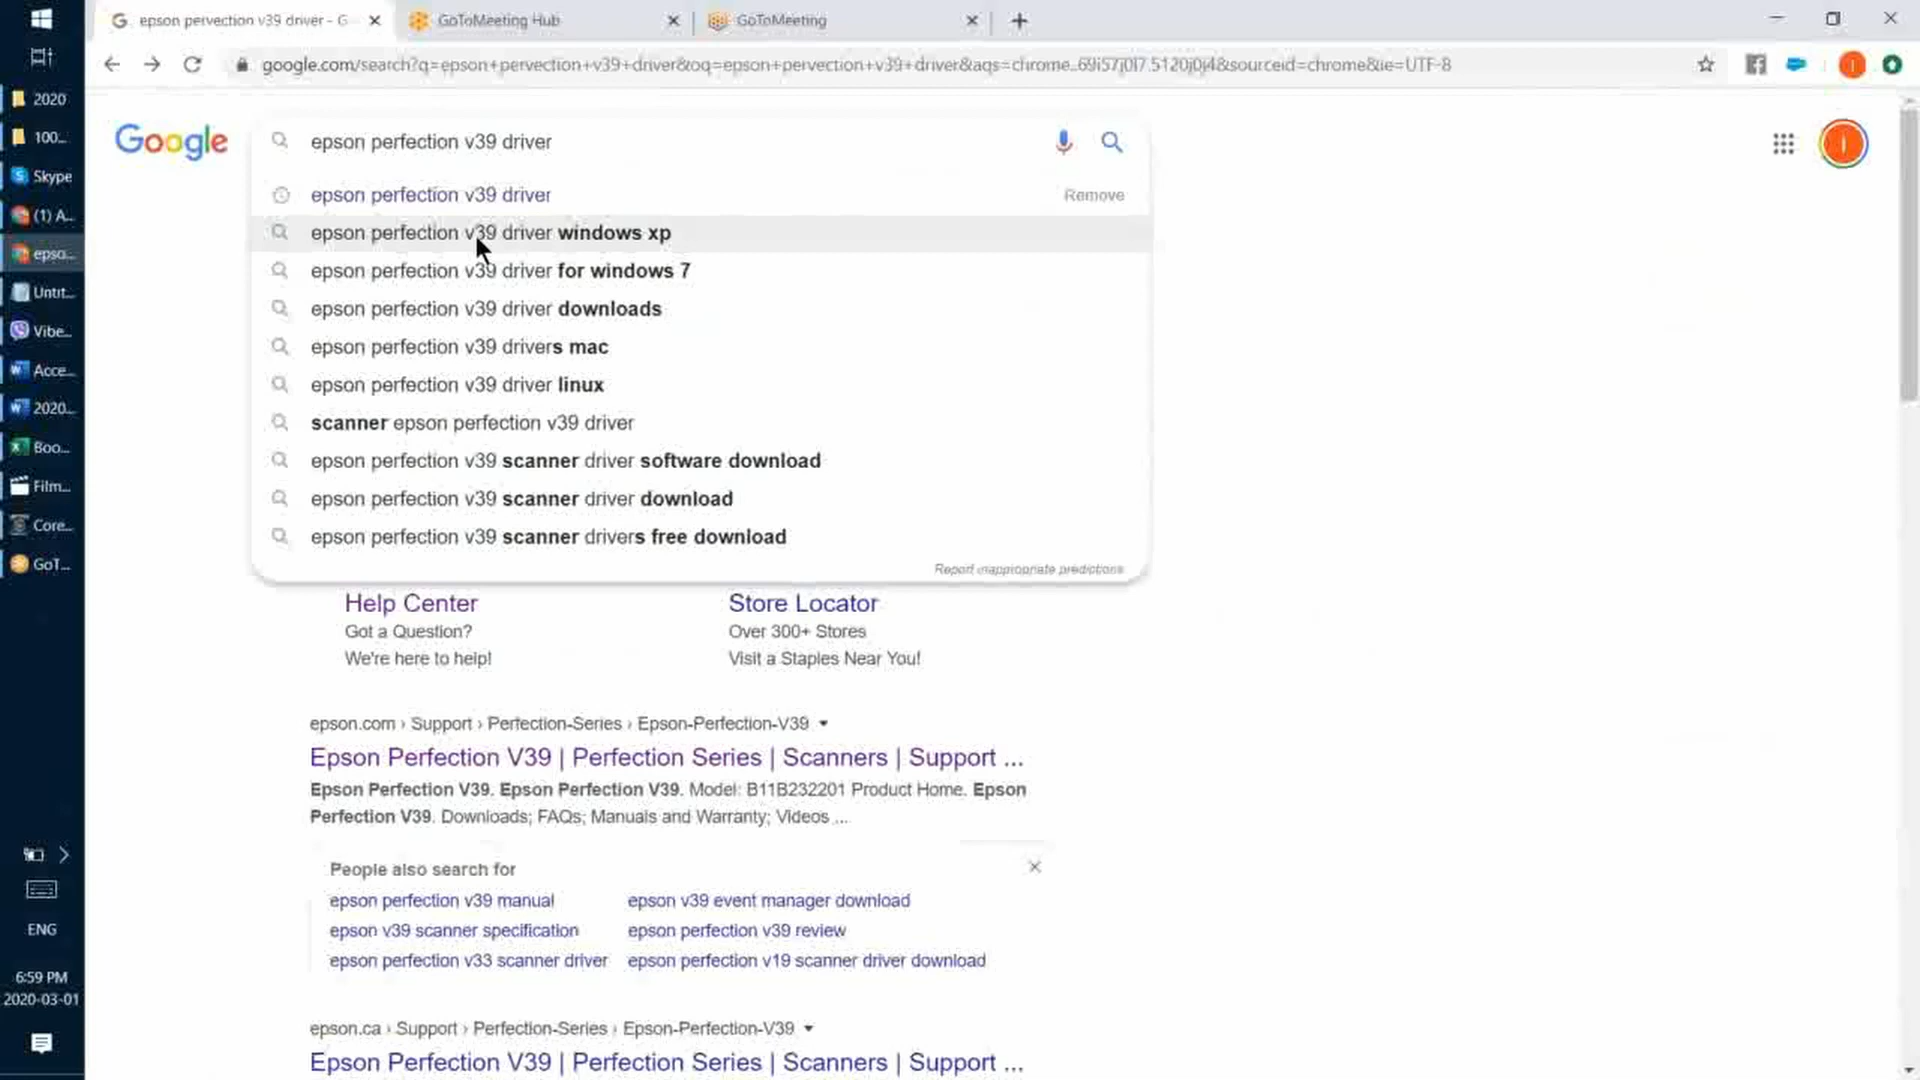 epson pervection v39 driver - G
GoToMeeting Hub
GoToMeeting
google.com/search?q=epson+pervection+v39+driver&oq=epson+pervection+v39+driver&aqs=chrome..69i57j0l7.5120j0j4&sourceid=chrome&ie=UTF-8
2020
100...
Skype
(1) A...
epso...
Untit...
Vibe...
Acce...
2020...
Boo...
Film...
Core...
GoT...
ENG
6:59 PM
2020-03-01
Google
epson perfection v39 driver
epson perfection v39 driver Remove
epson perfection v39 driver windows xp
epson perfection v39 driver for windows 7
epson perfection v39 driver downloads
epson perfection v39 drivers mac
epson perfection v39 driver linux
scanner epson perfection v39 driver
epson perfection v39 scanner driver software download
epson perfection v39 scanner driver download
epson perfection v39 scanner drivers free download
Report inappropriate predictions
I
Help Center
Got a Question?
We're here to help!
Store Locator
Over 300+ Stores
Visit a Staples Near You!
epson.com › Support › Perfection-Series › Epson-Perfection-V39
Epson Perfection V39 | Perfection Series | Scanners | Support ...
Epson Perfection V39. Epson Perfection V39. Model: B11B232201 Product Home. Epson
Perfection V39. Downloads; FAQs; Manuals and Warranty; Videos ...
People also search for
epson perfection v39 manual
epson v39 event manager download
epson v39 scanner specification
epson perfection v39 review
epson perfection v33 scanner driver
epson perfection v19 scanner driver download
epson.ca › Support › Perfection-Series › Epson-Perfection-V39
Epson Perfection V39 | Perfection Series | Scanners | Support ...